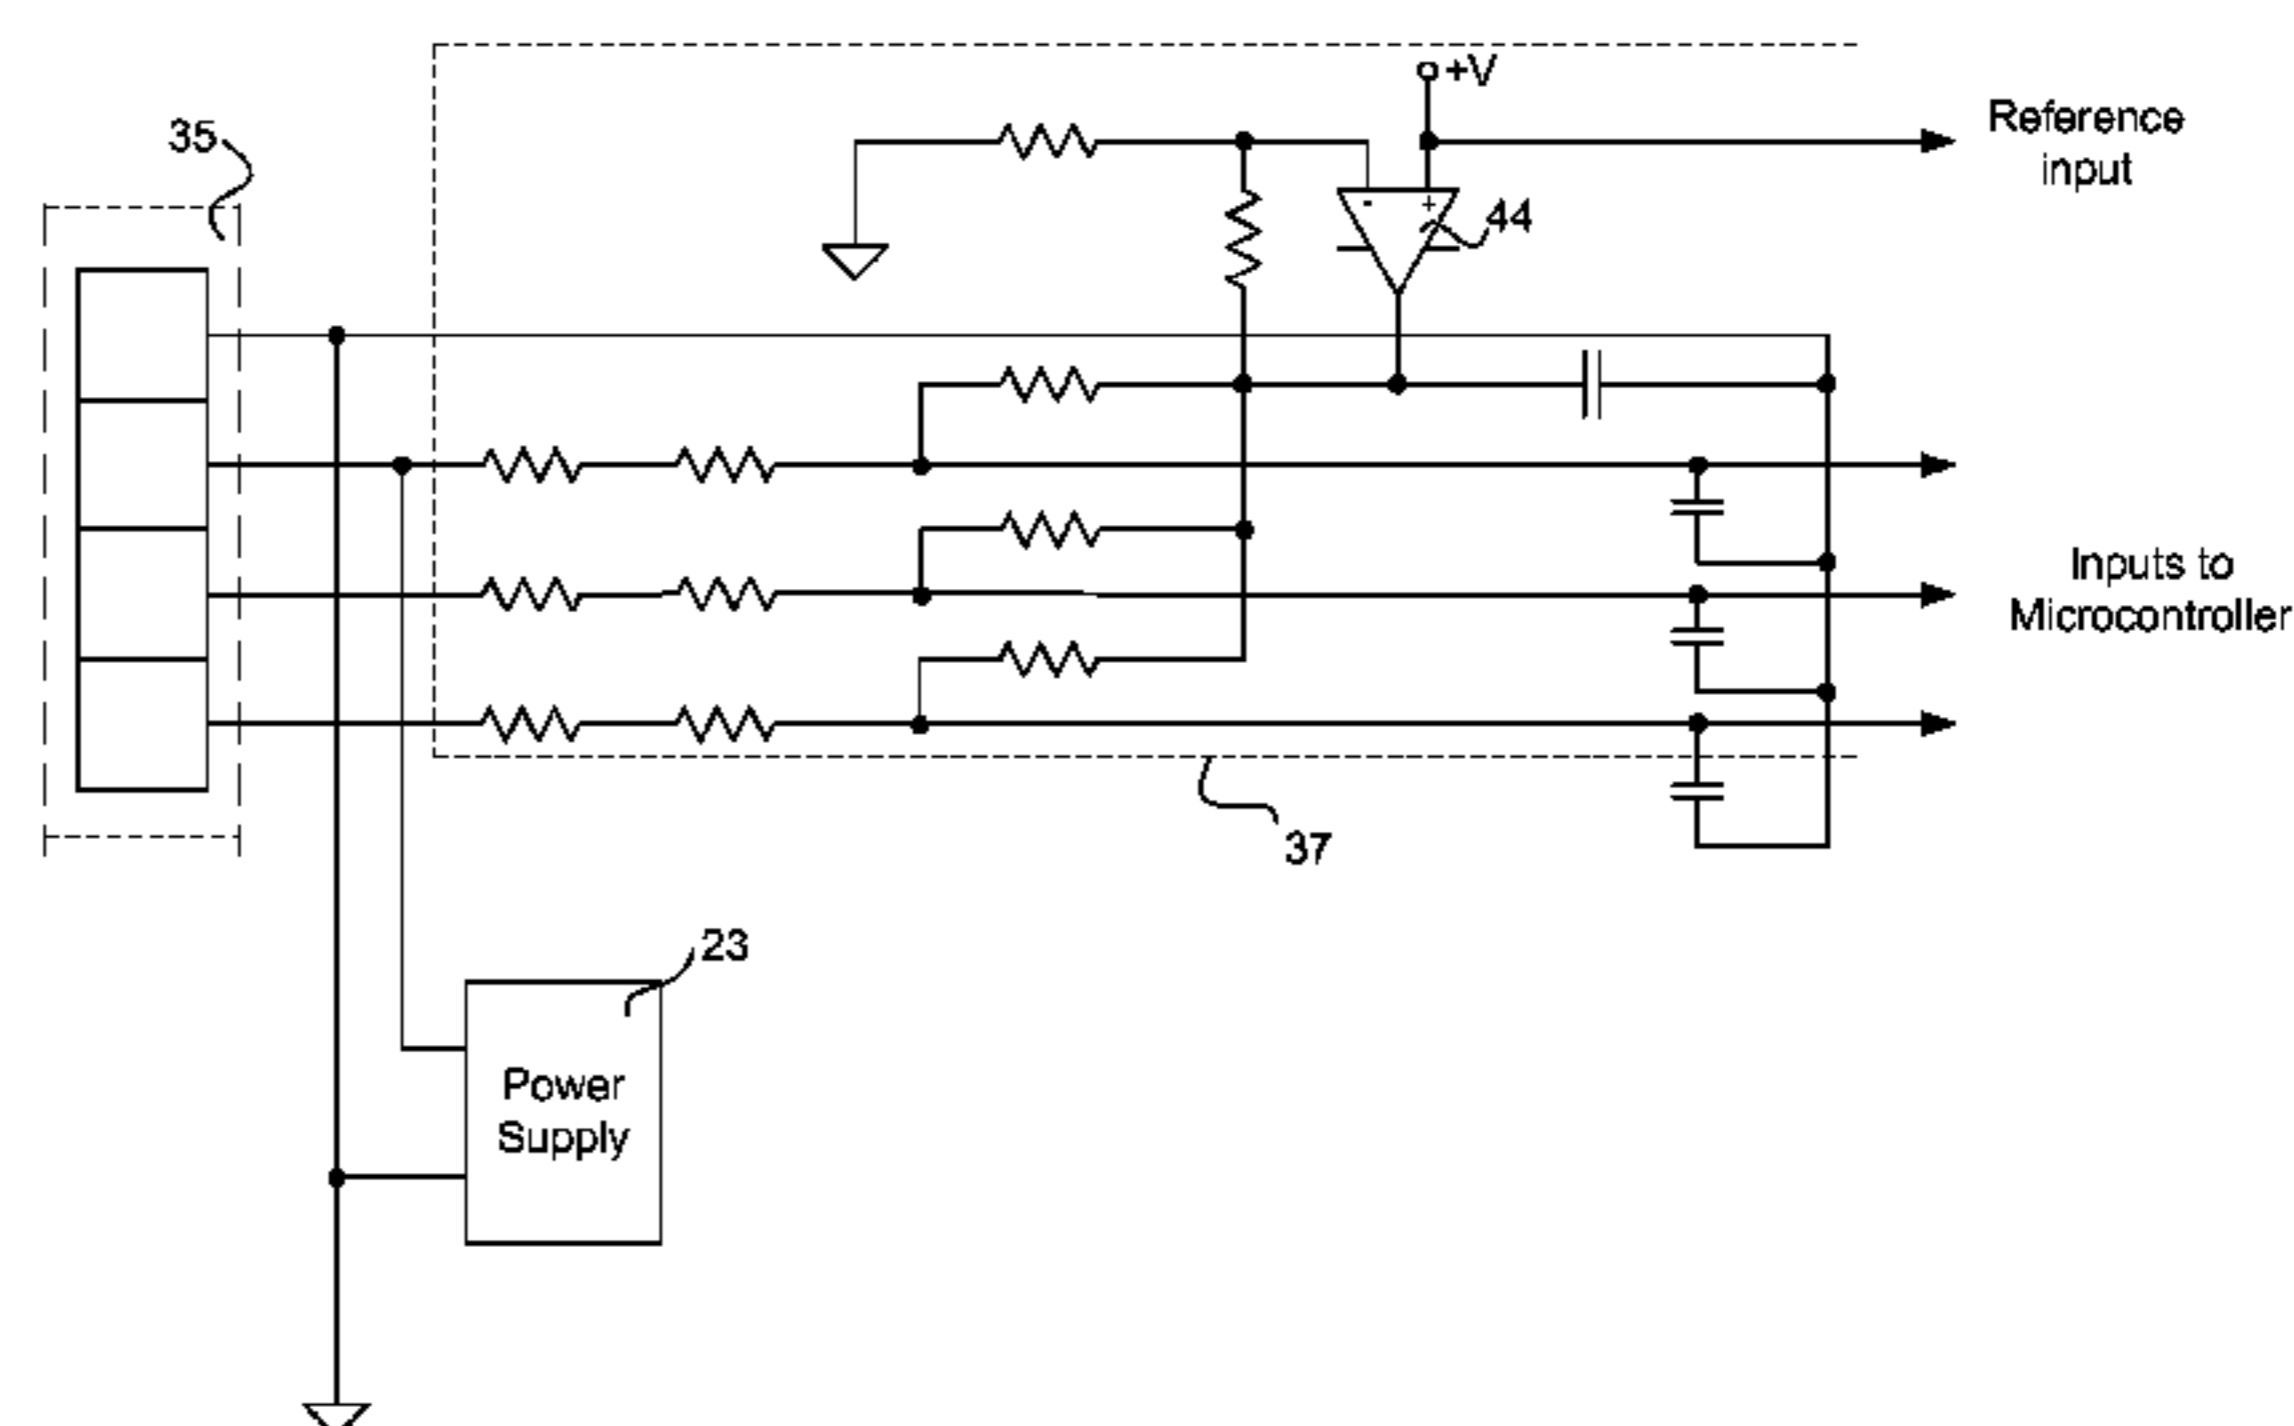 +V
Reference
input
35
-
+
44
Inputs to
Microcontroller
37
23
Power
Supply